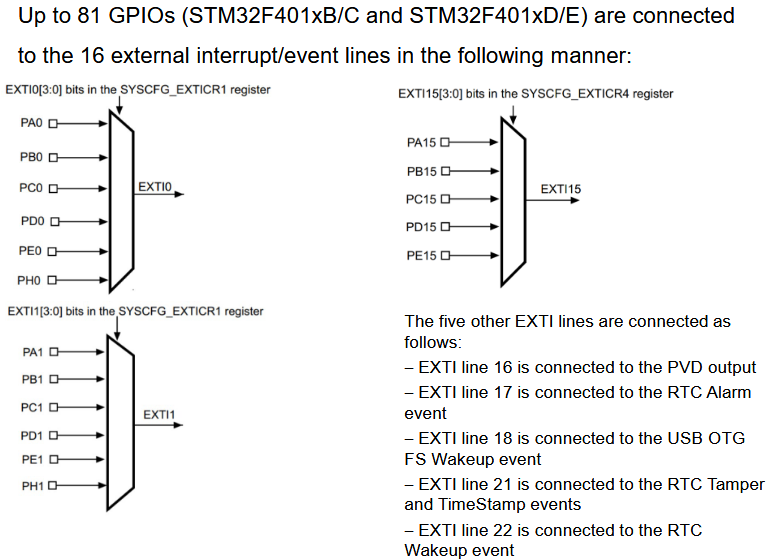 Up to 81 GPIOs (STM32F401xB/C and STM32F401xD/E) are connected
to the 16 external interrupt/event lines in the following manner:
EXTI0[3:0] bits in the SYSCFG_EXTICR1 register
PA0
PB0
PC0
PD0
PE0
PH0
EXTI0
EXTI1[3:0] bits in the SYSCFG_EXTICR1 register
PA1
PB1
PC1
PD1
PE1
PH1
EXTI1
EXTI15[3:0] bits in the SYSCFG_EXTICR4 register
PA15
PB15
PC15
PD15
PE15
EXTI15
The five other EXTI lines are connected as
follows:
– EXTI line 16 is connected to the PVD output
– EXTI line 17 is connected to the RTC Alarm
event
– EXTI line 18 is connected to the USB OTG
FS Wakeup event
– EXTI line 21 is connected to the RTC Tamper
and TimeStamp events
– EXTI line 22 is connected to the RTC
Wakeup event